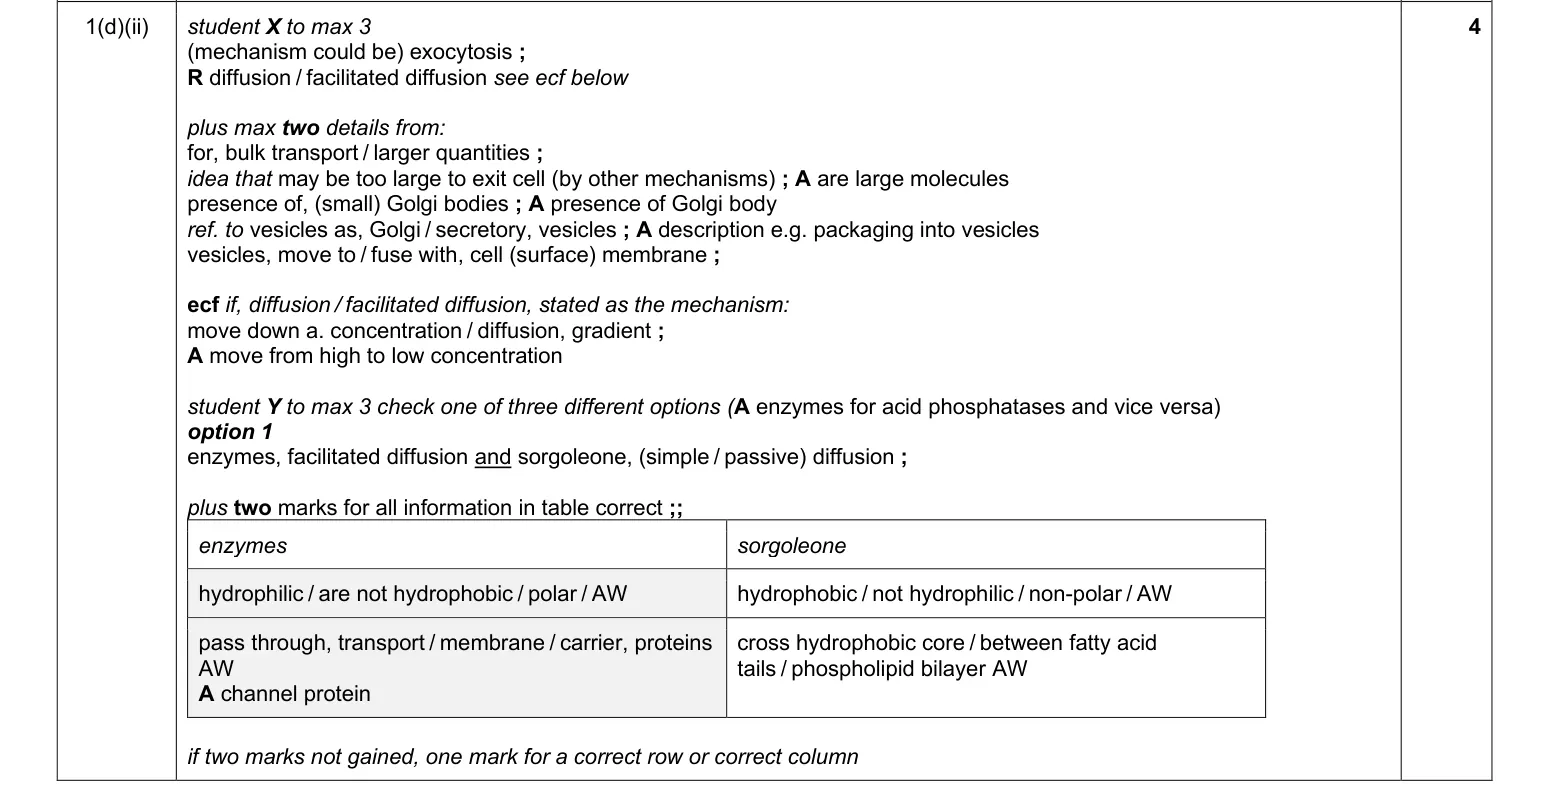 1(d)(ii)
student X to max 3
4
(mechanism could be) exocytosis ;
R diffusion / facilitated diffusion see ecf below
plus max two details from:
for, bulk transport / larger quantities ;
idea that may be too large to exit cell (by other mechanisms) ; A are large molecules
presence of, (small) Golgi bodies ; A presence of Golgi body
ref. to vesicles as, Golgi / secretory, vesicles ; A description e.g. packaging into vesicles
vesicles, move to / fuse with, cell (surface) membrane ;
ecf if, diffusion / facilitated diffusion, stated as the mechanism:
move down a. concentration / diffusion, gradient ;
A move from high to low concentration
student Y to max 3 check one of three different options (A enzymes for acid phosphatases and vice versa)
option 1
enzymes, facilitated diffusion and sorgoleone, (simple / passive) diffusion ;
plus two marks for all information in table correct ;;
enzymes
sorgoleone
hydrophilic / are not hydrophobic / polar / AW
hydrophobic / not hydrophilic / non-polar / AW
pass through, transport / membrane / carrier, proteins
AW
A channel protein
cross hydrophobic core / between fatty acid
tails / phospholipid bilayer AW
if two marks not gained, one mark for a correct row or correct column